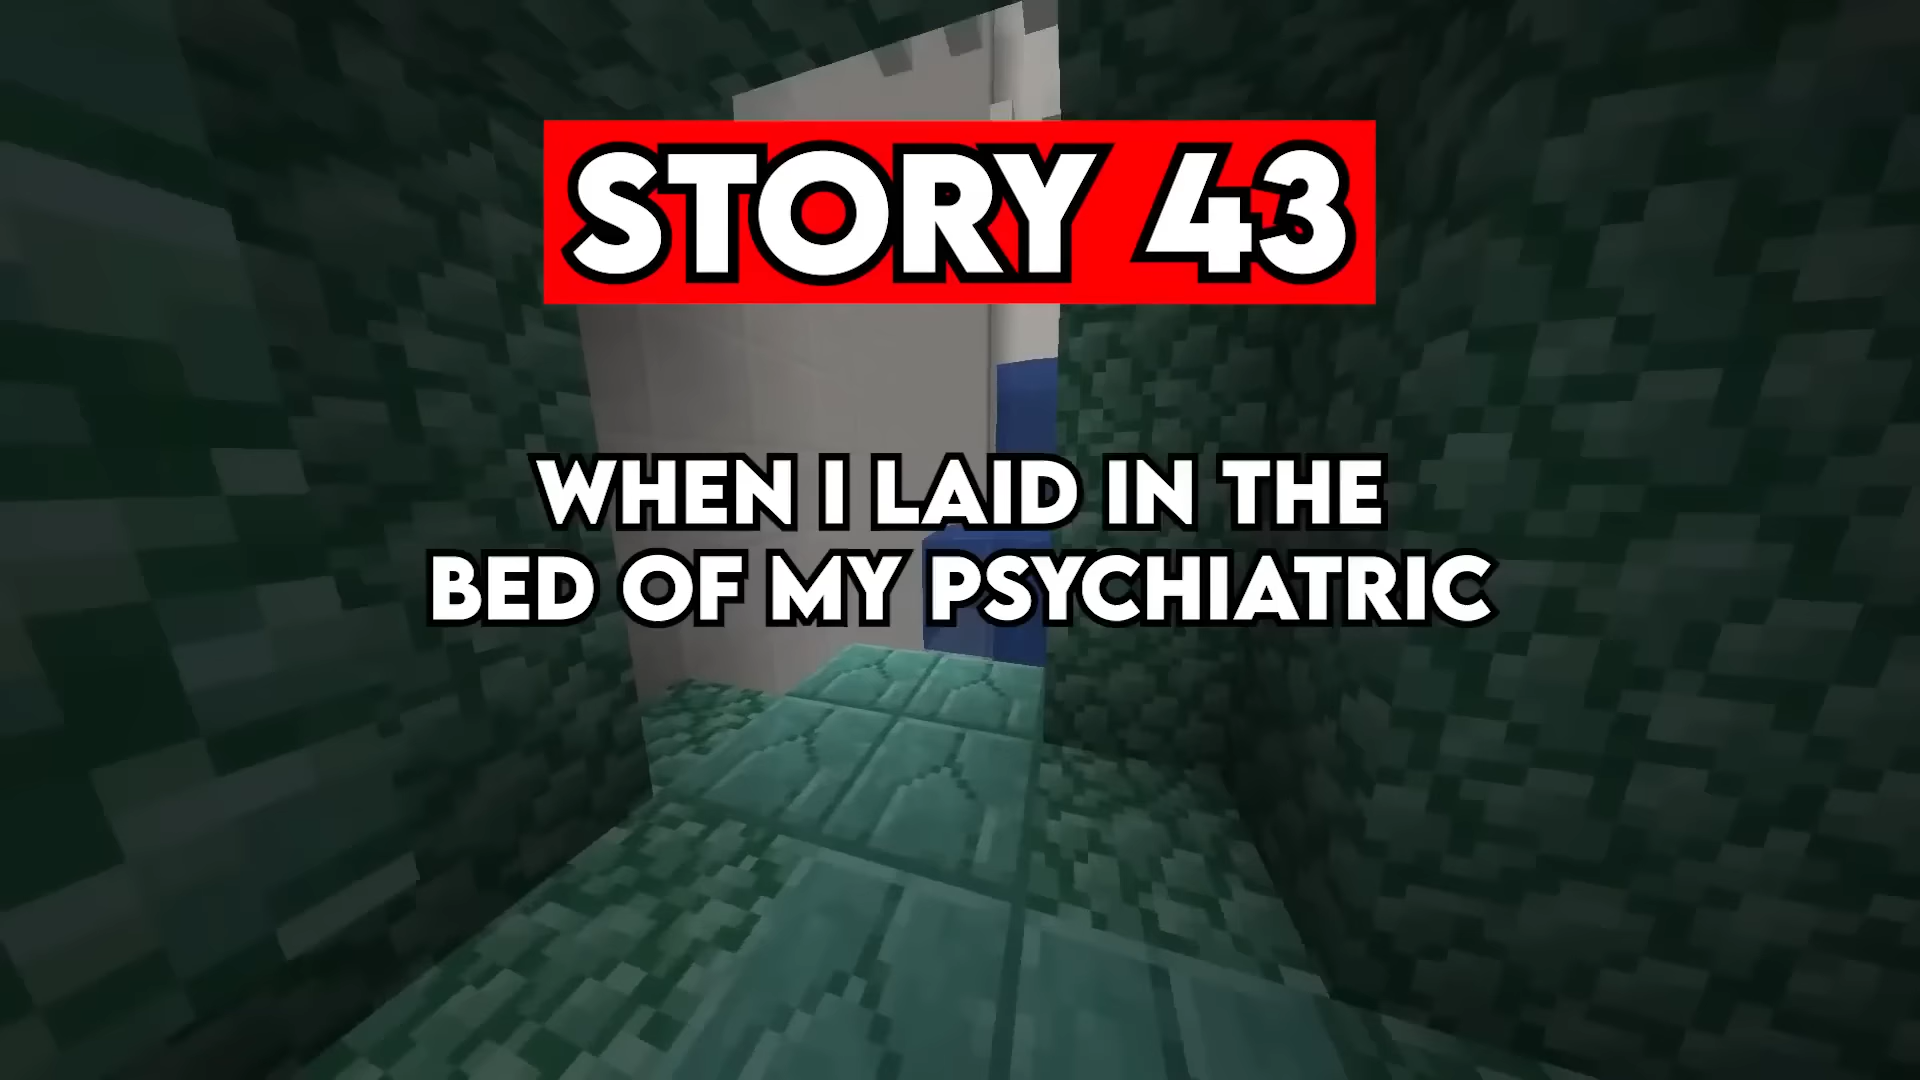 STORY 43
WHEN I LAID IN THE
BED OF MY PSYCHIATRIC